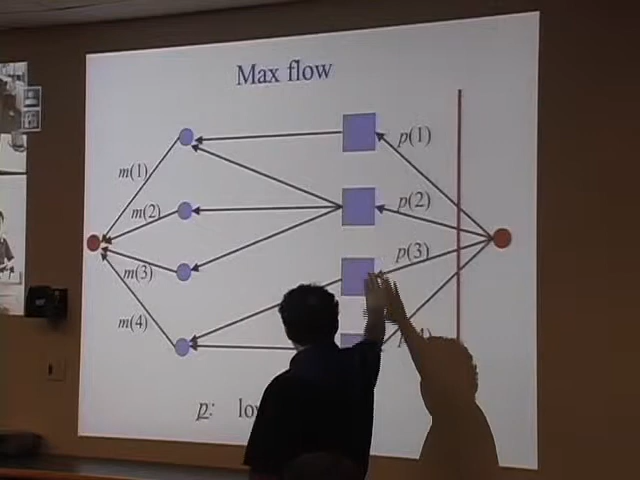 Max flow
p(1)
m(1)
p(2)
m(2)
p(3)
m(3)
m(4)
p: